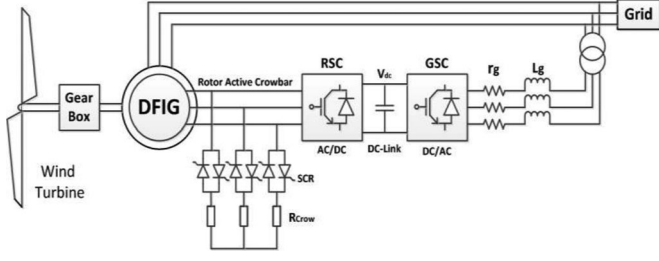 Grid
RSC
GSC
rg
Lg
Vdc
Rotor Active Crowbar
Gear
Box
DFIG
AC/DC
DC-Link
DC/AC
Wind
Turbine
SCR
RCrow